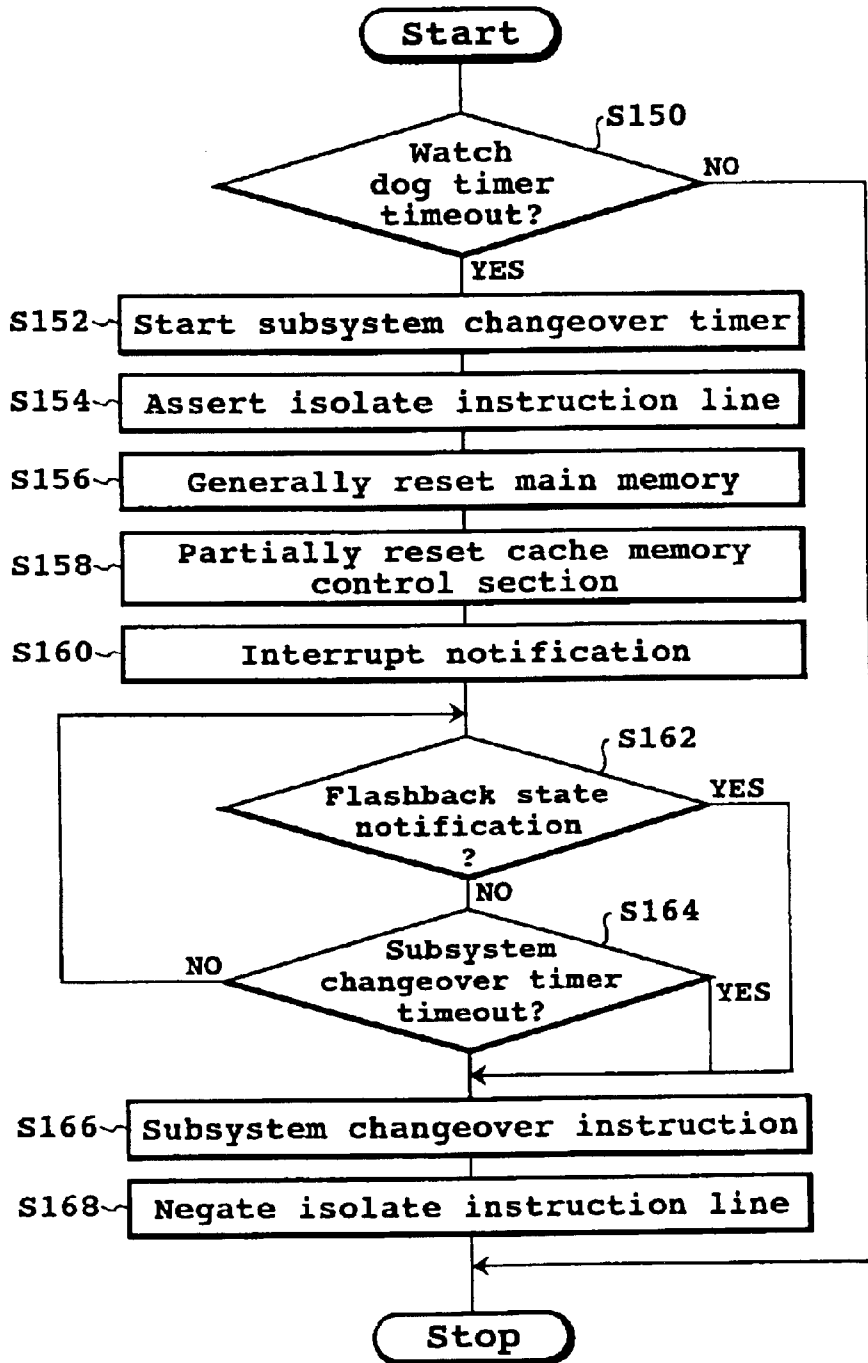 Start
S150
Watch
dog timer
timeout?
NO
YES
S152
Start subsystem changeover timer
S154
Assert isolate instruction line
S156
Generally reset main memory
S158
Partially reset cache memory
control section
S160
Interrupt notification
S162
Flashback state
notification
?
YES
NO
S164
Subsystem
changeover timer
timeout?
NO
YES
S166
Subsystem changeover instruction
S168
Negate isolate instruction line
Stop